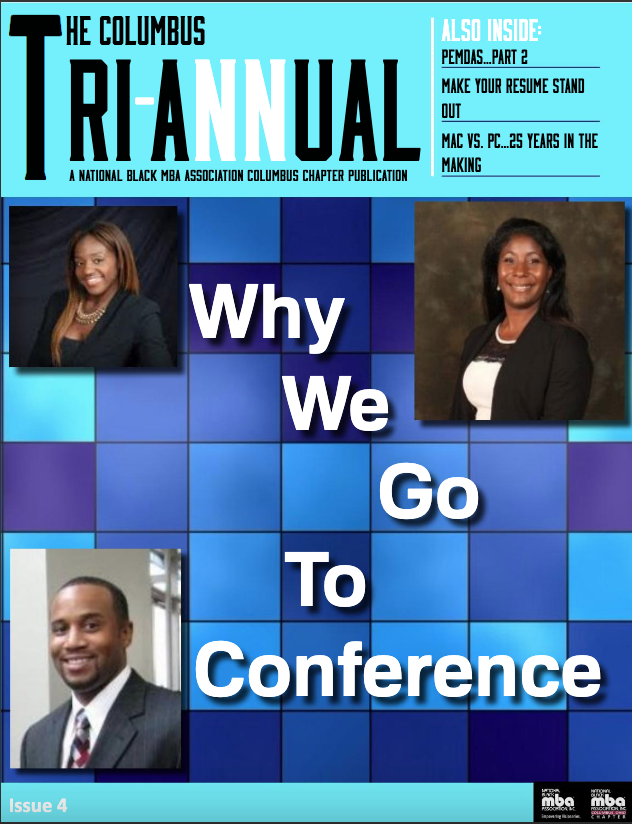 THE COLUMBUS
TRI-ANNUAL
A NATIONAL BLACK MBA ASSOCIATION COLUMBUS CHAPTER PUBLICATION
ALSO INSIDE:
PEMDAS...PART 2
MAKE YOUR RESUME STAND
OUT
MAC VS. PC...25 YEARS IN THE
MAKING
Why
We
Go
To
Conference
Issue 4
NATIONAL
BLACK
mba
ASSOCIATION, INC.
NATIONAL
BLACK
mba
ASSOCIATION, INC.
COLUMBUS, OHIO
CHAPTER